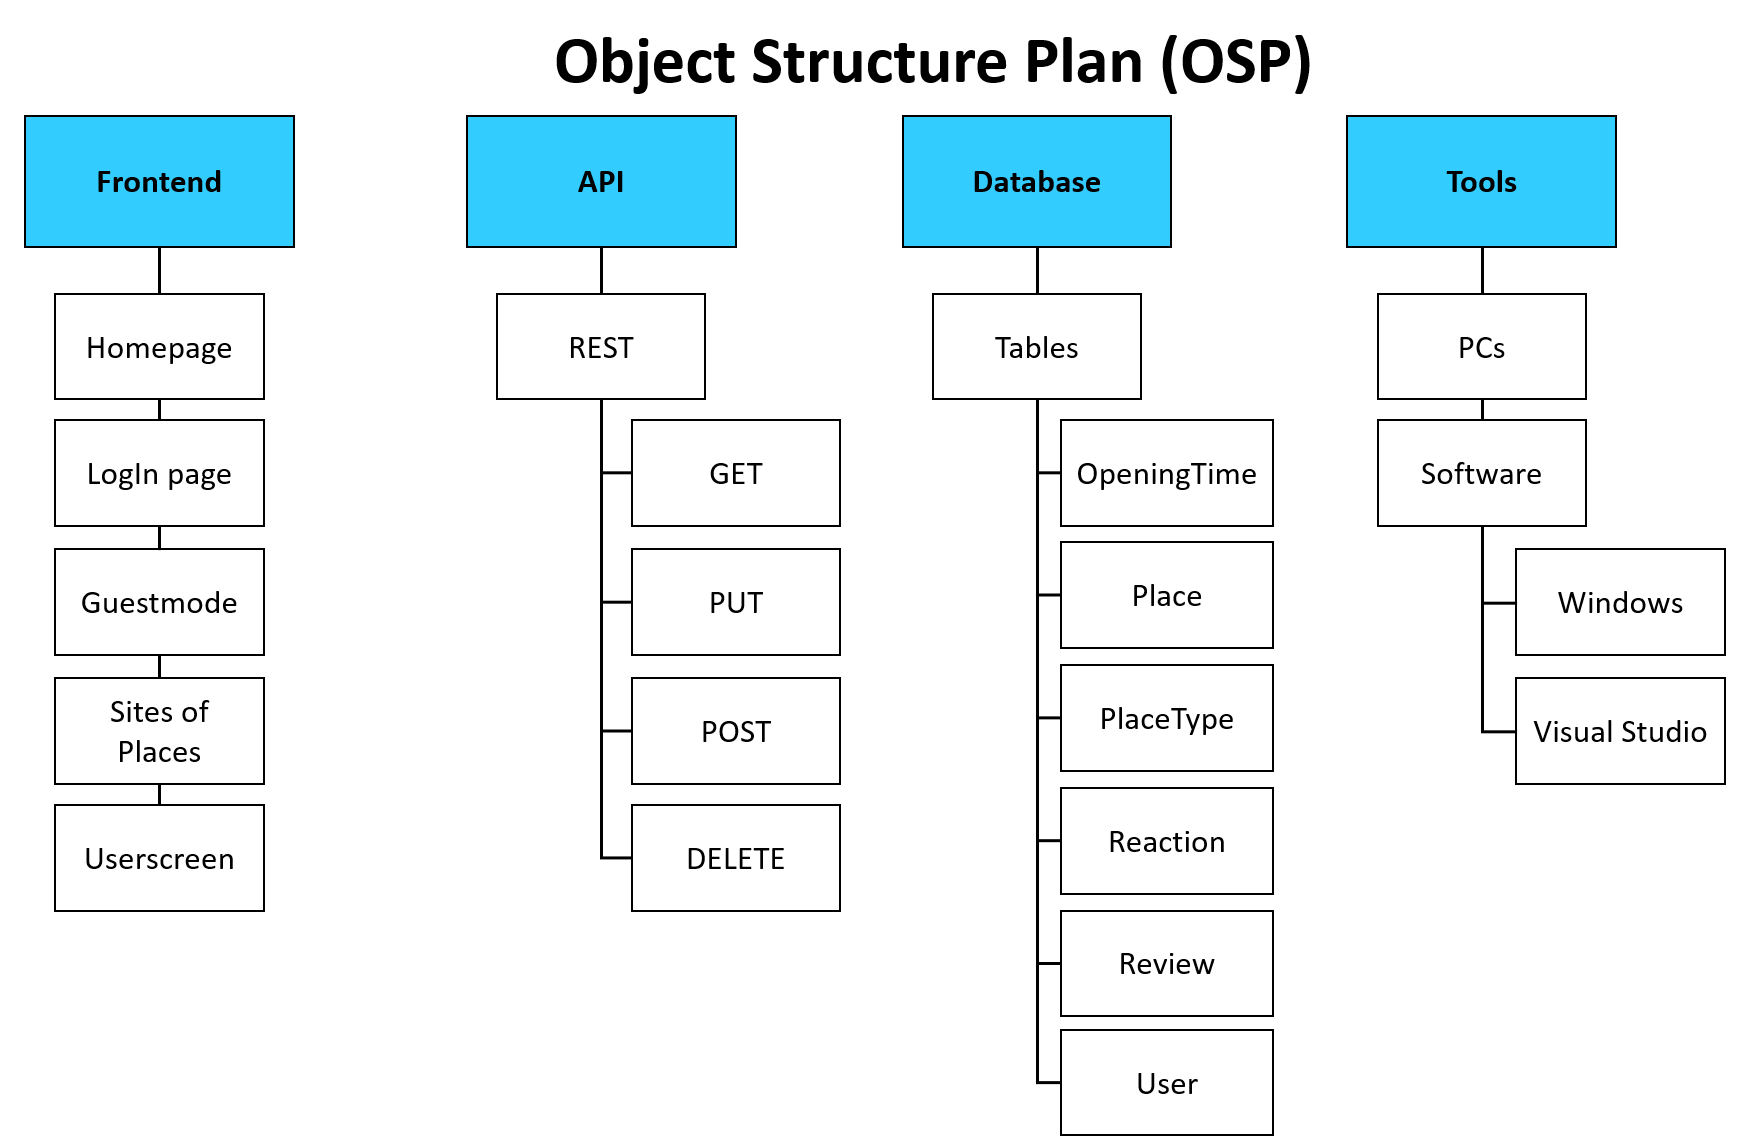 Object Structure Plan (OSP)
Frontend
Homepage
LogIn page
Guestmode
Sites of
Places
Userscreen
API
REST
GET
PUT
POST
DELETE
Database
Tables
OpeningTime
Place
PlaceType
Reaction
Review
User
Tools
PCs
Software
Windows
Visual Studio